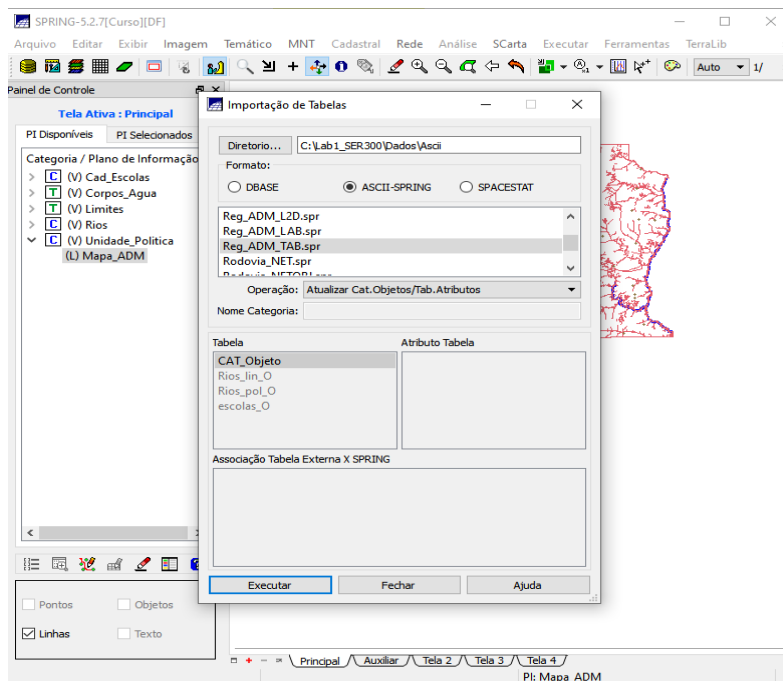 SPRING-5.2.7[Curso][DF]
Arquivo Editar Exibir Imagem Temático MNT Cadastral Rede Análise SCarta Executar Ferramentas TerraLib
Auto 1/
Painel de Controle
Tela Ativa : Principal
PI Disponíveis PI Selecionados
Categoria / Plano de Informação
C (V) Cad_Escolas
T (V) Corpos_Agua
T (V) Limites
C (V) Rios
C (V) Unidade_Politica
(L) Mapa_ADM
Pontos Objetos
Linhas Texto
Importação de Tabelas
Diretorio... C:\Lab1_SER300\Dados\Ascii
Formato:
DBASE ASCII-SPRING SPACESTAT
Reg_ADM_L2D.spr
Reg_ADM_LAB.spr
Reg_ADM_TAB.spr
Rodovia_NET.spr
Operação: Atualizar Cat.Objetos/Tab.Atributos
Nome Categoria:
Tabela Atributo Tabela
CAT_Objeto
Rios_lin_O
Rios_pol_O
escolas_O
Associação Tabela Externa X SPRING
Executar Fechar Ajuda
Principal Auxiliar Tela 2 Tela 3 Tela 4
PI: Mapa_ADM